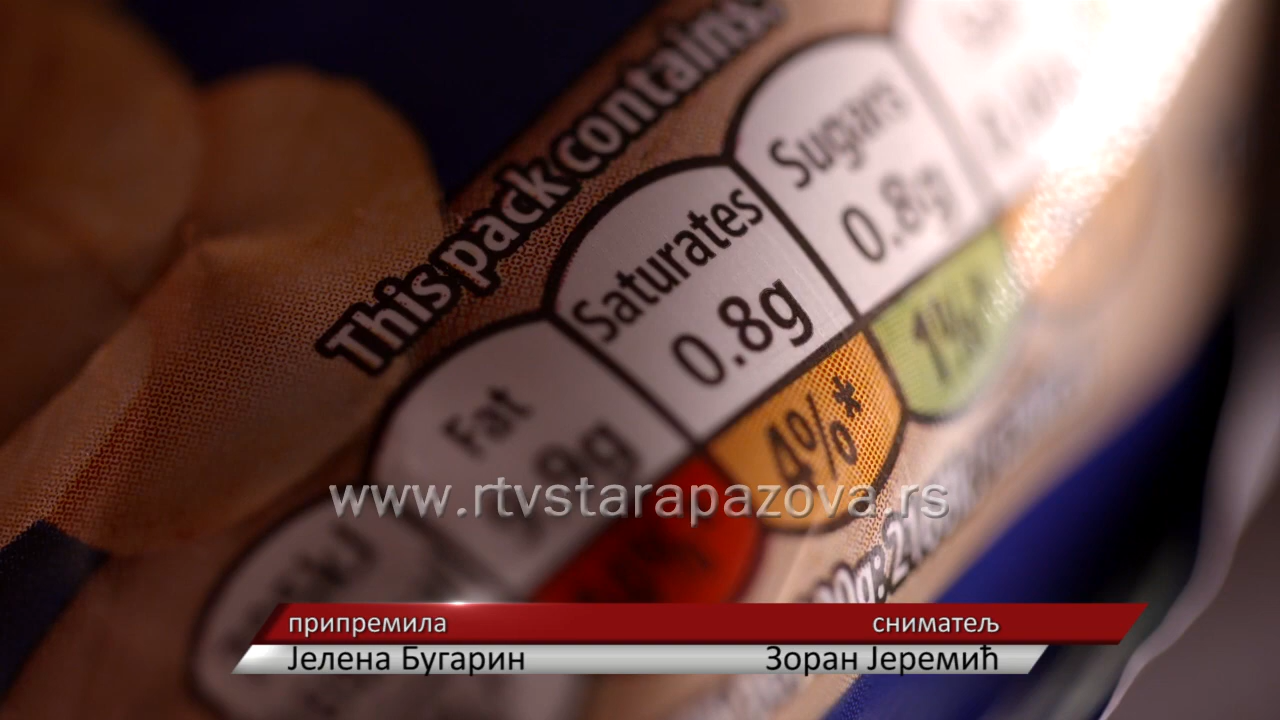 This pack contains:
Fat
Saturates
0.8g
4%*
Sugars
0.8g
1%*
www.rtvstarapazova.rs
припремила
сниматељ
Јелена Бугарин
Зоран Јеремић